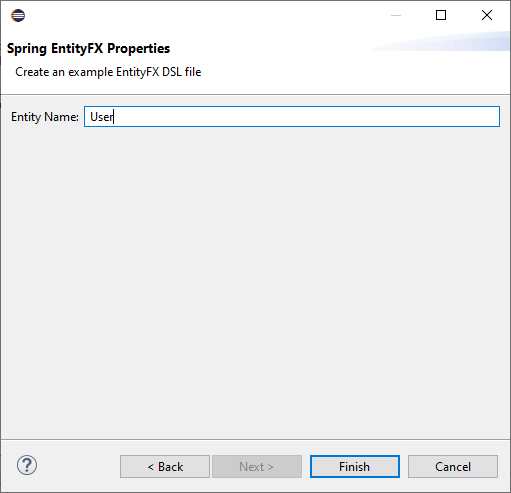 Spring EntityFX Properties
Create an example EntityFX DSL file
Entity Name: User
?
< Back Next > Finish Cancel